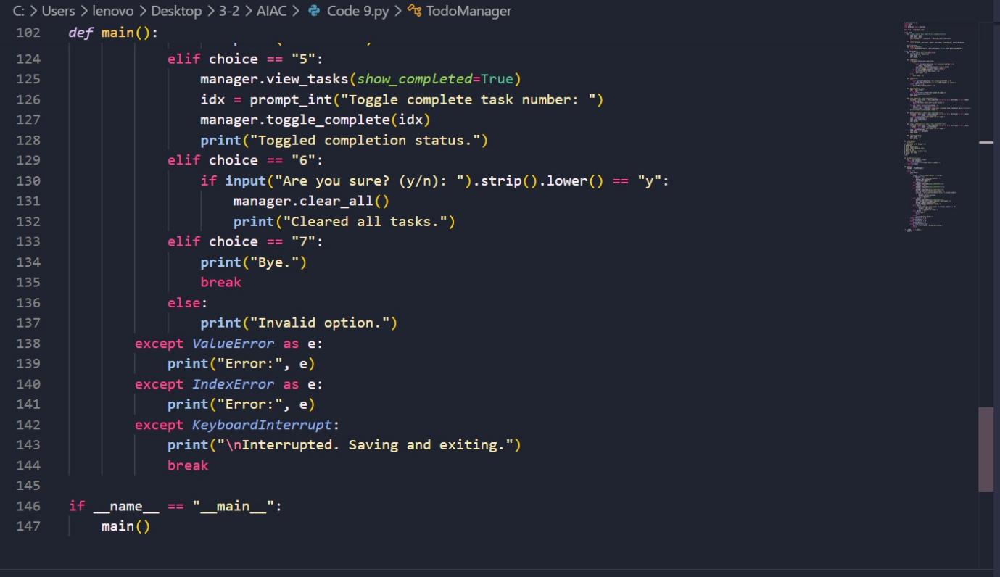 C: > Users > lenovo > Desktop > 3-2 > AIAC > Code 9.py > TodoManager
102 def main():
124 elif choice == "5":
125 manager.view_tasks(show_completed=True)
126 idx = prompt_int("Toggle complete task number: ")
127 manager.toggle_complete(idx)
128 print("Toggled completion status.")
129 elif choice == "6":
130 if input("Are you sure? (y/n): ").strip().lower() == "y":
131 manager.clear_all()
132 print("Cleared all tasks.")
133 elif choice == "7":
134 print("Bye.")
135 break
136 else:
137 print("Invalid option.")
138 except ValueError as e:
139 print("Error:", e)
140 except IndexError as e:
141 print("Error:", e)
142 except KeyboardInterrupt:
143 print("\nInterrupted. Saving and exiting.")
144 break
145
146 if __name__ == "__main__":
147 main()